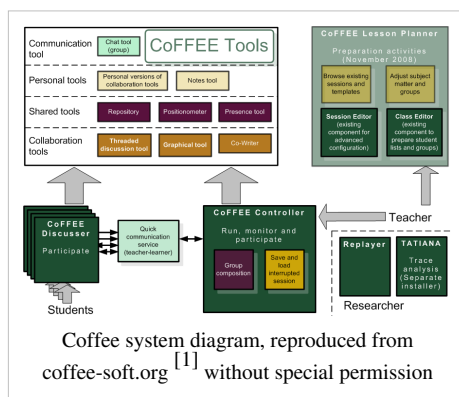 CoFFEE Tools
Communication
tool
Chat tool
(group)
Personal tools
Personal versions of
collaboration tools
Notes tool
Shared tools
Repository
Positionometer
Presence tool
Collaboration
tools
Threaded
discussion tool
Graphical tool
Co-Writer
CoFFEE Lesson Planner
Preparation activities
(November 2008)
Browse existing
sessions and
templates
Adjust subject
matter and
groups
Session Editor
(existing
component for
advanced
configuration)
Class Editor
(existing
component to
prepare student
lists and groups)
CoFFEE
Discusser
Participate
Students
Quick
communication
service
(teacher-learner)
CoFFEE Controller
Run, monitor and
participate
Group
composition
Save and
load
interrupted
session
Teacher
Replayer
TATIANA
Trace
analysis
(Separate
installer)
Researcher
Coffee system diagram, reproduced from
coffee-soft.org [1] without special permission